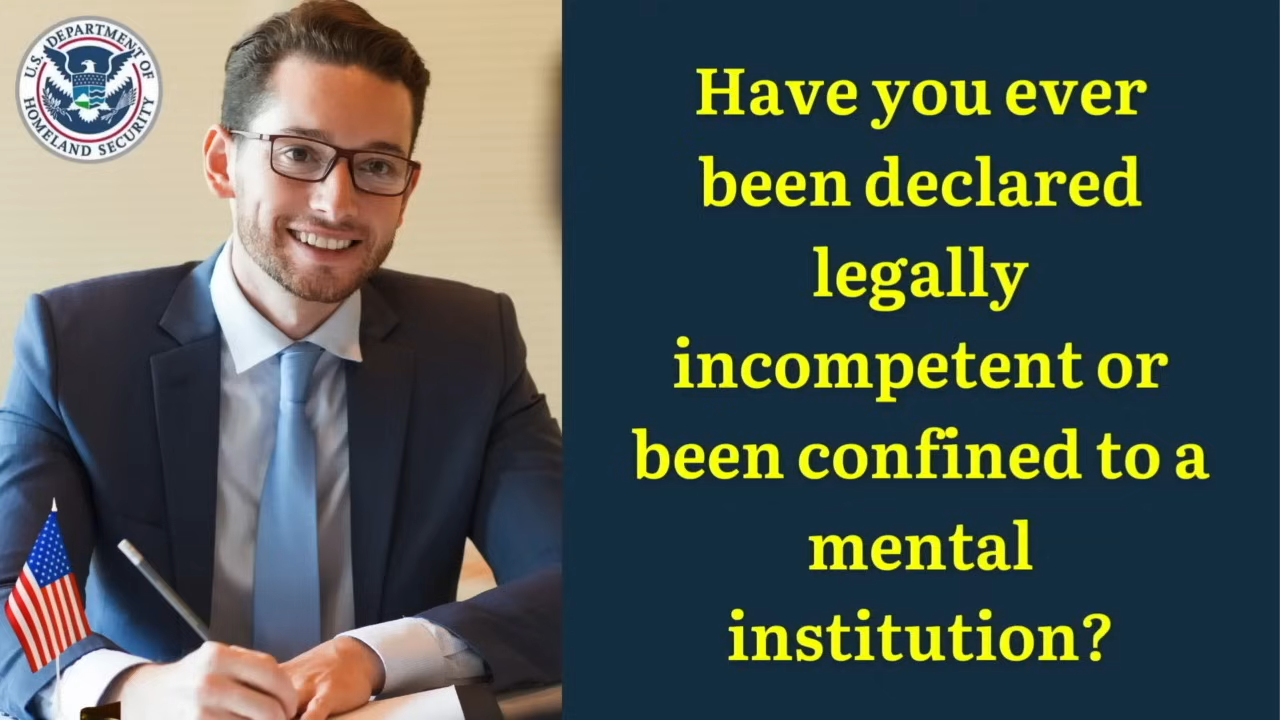 U.S. DEPARTMENT OF
HOMELAND SECURITY
Have you ever
been declared
legally
incompetent or
been confined to a
mental
institution?